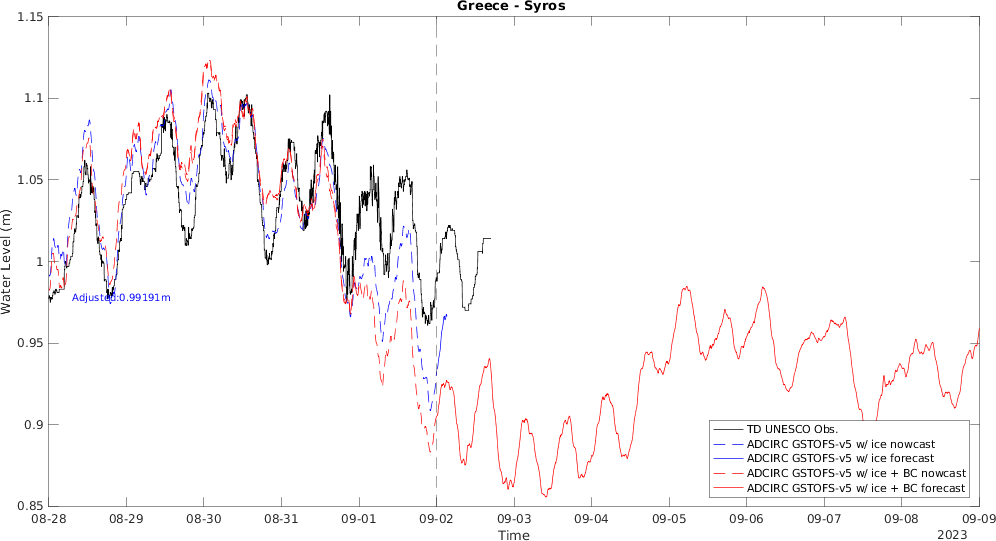 Greece - Syros
1.15
1.1
1.05
1
0.95
0.9
0.85
Water Level (m)
Adjusted:0.99191m
TD UNESCO Obs.
ADCIRC GSTOFS-v5 w/ ice nowcast
ADCIRC GSTOFS-v5 w/ ice forecast
ADCIRC GSTOFS-v5 w/ ice + BC nowcast
ADCIRC GSTOFS-v5 w/ ice + BC forecast
08-28 08-29 08-30 08-31 09-01 09-02 09-03 09-04 09-05 09-06 09-07 09-08 09-09
Time
2023